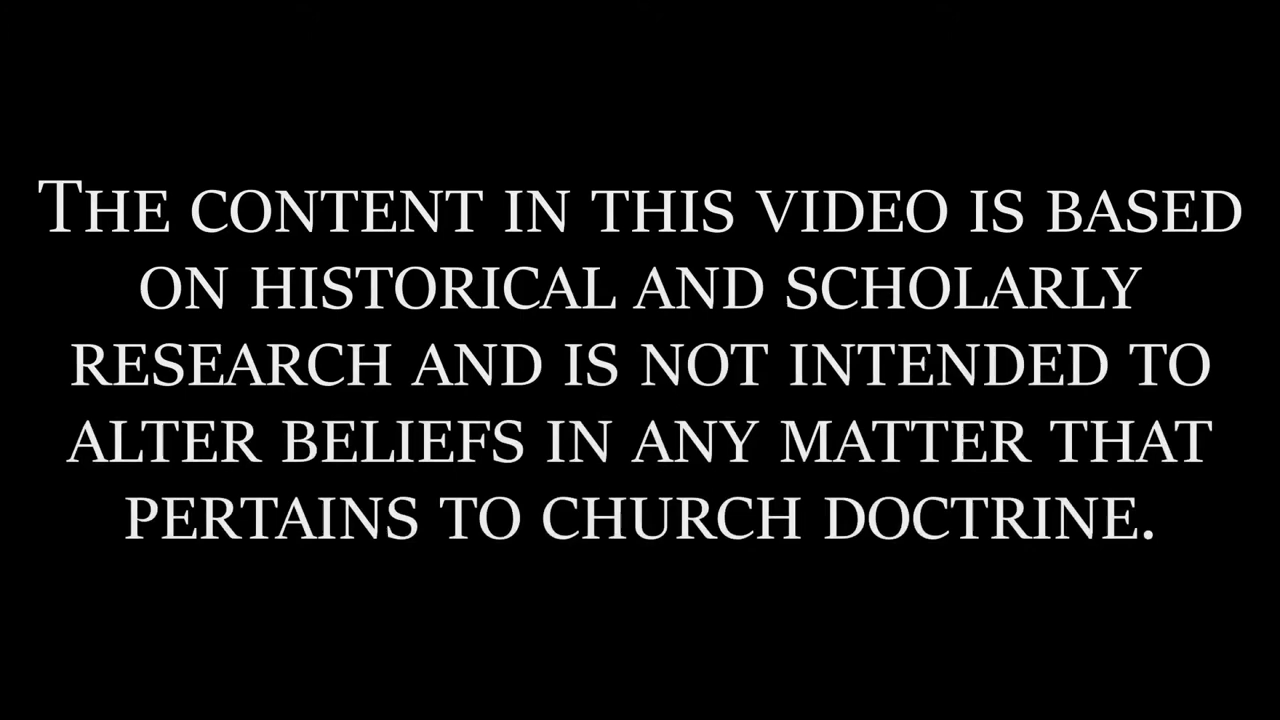 The content in this video is based
on historical and scholarly
research and is not intended to
alter beliefs in any matter that
pertains to church doctrine.